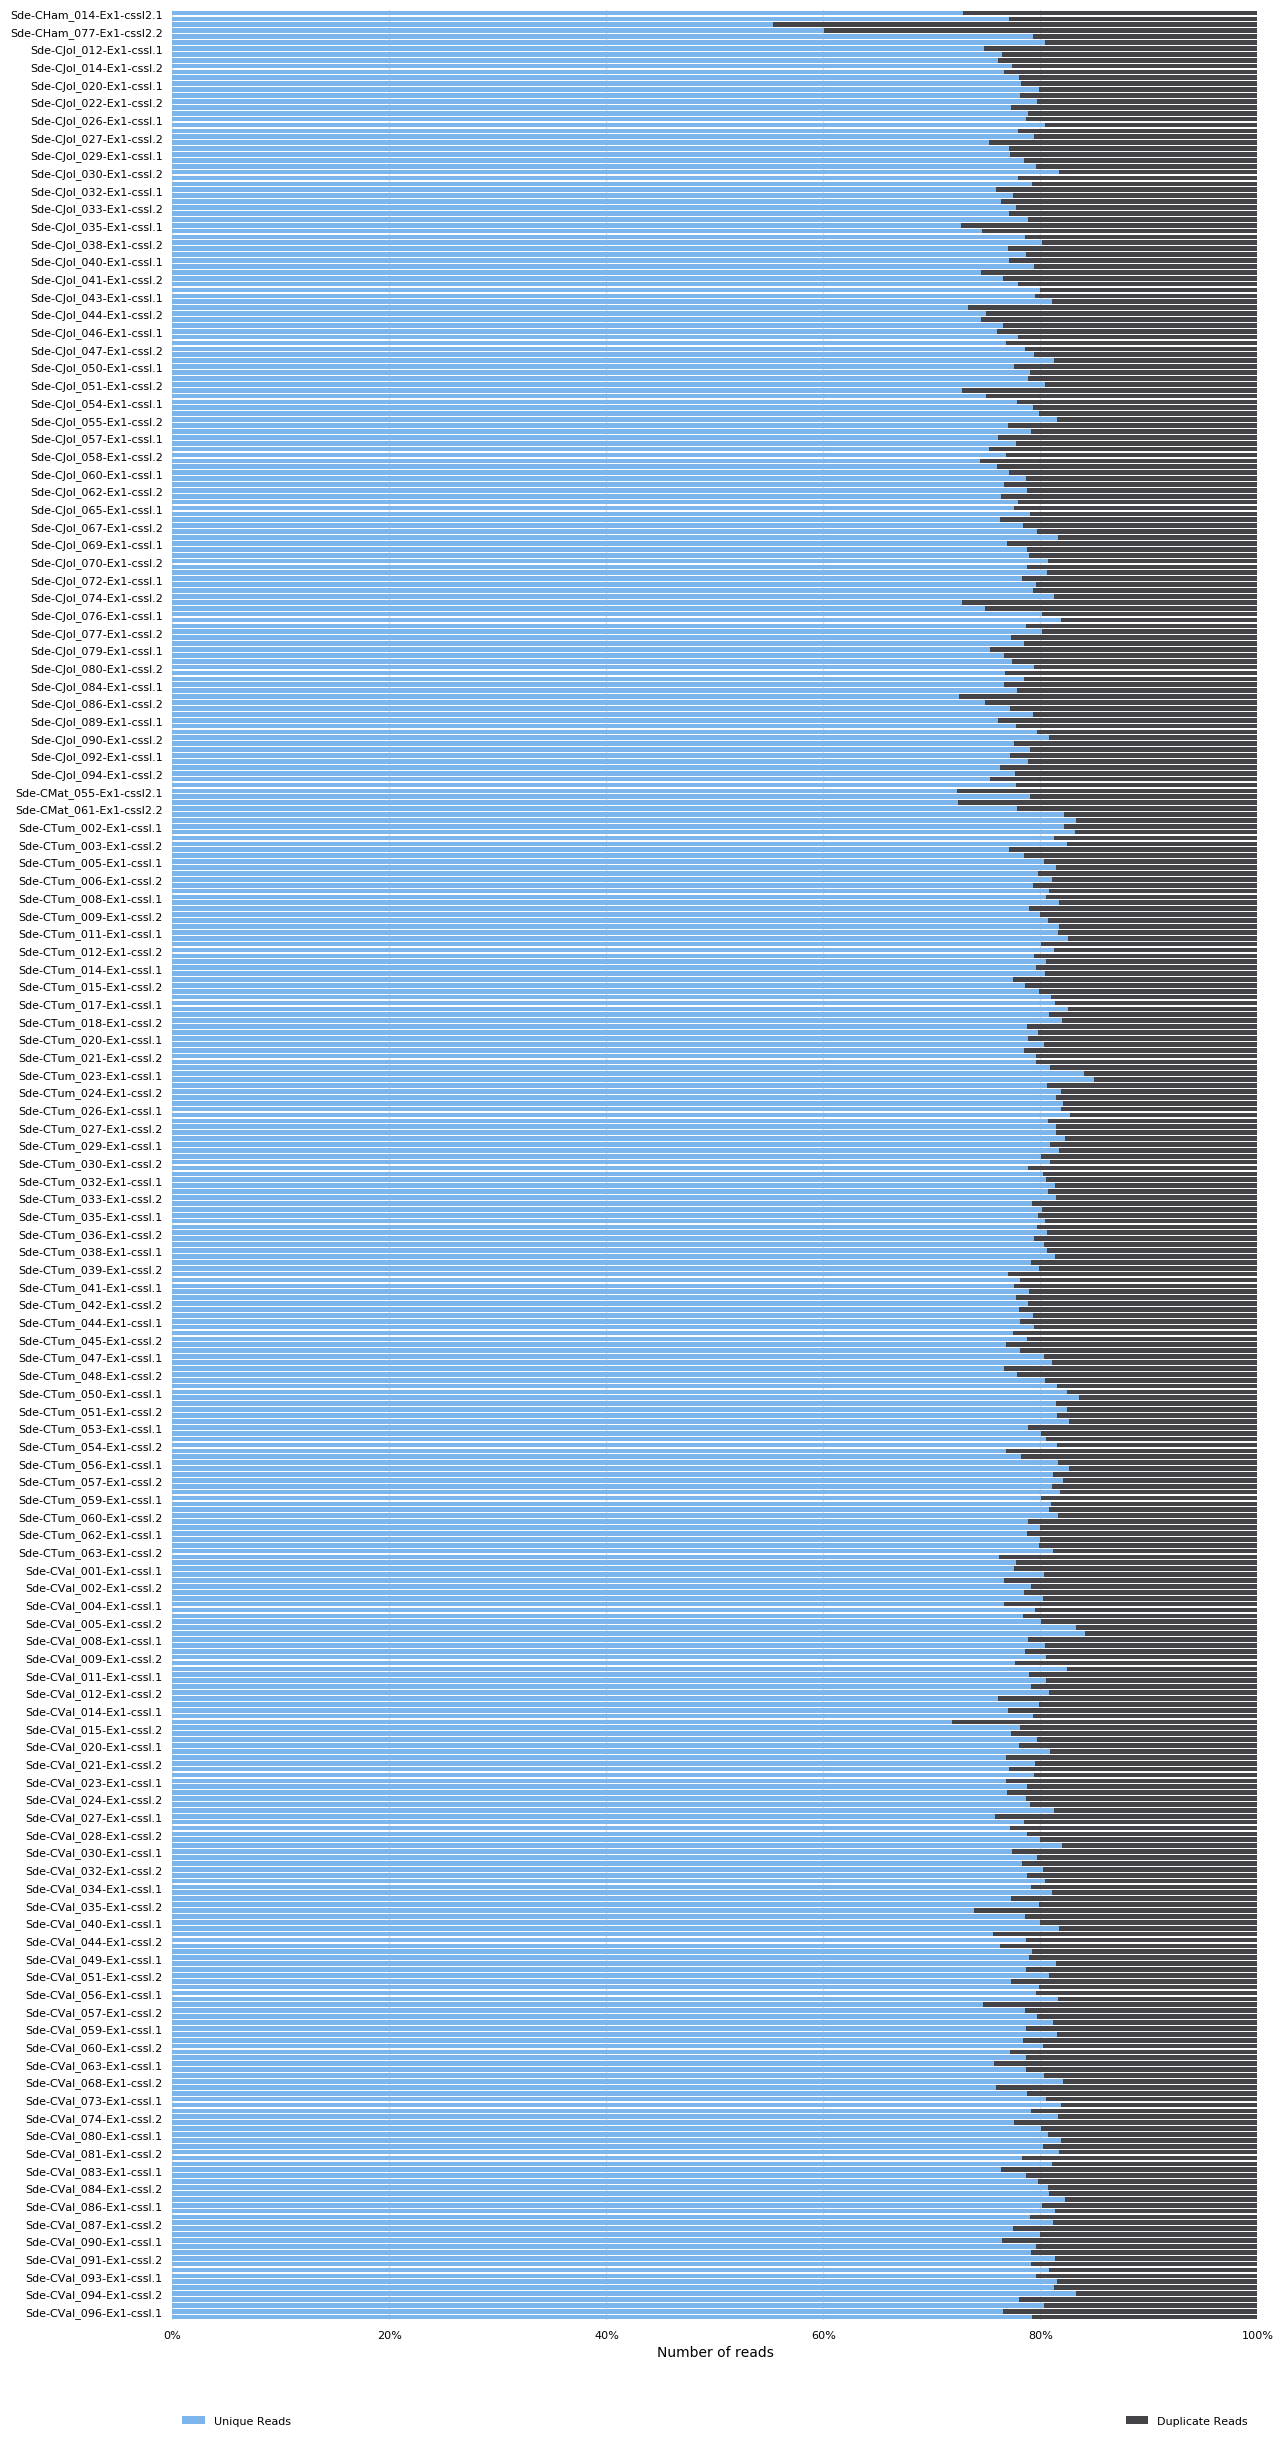 Sde-CHam_014-Ex1-cssl2.1
Sde-CHam_077-Ex1-cssl2.2
Sde-CJol_012-Ex1-cssl.1
Sde-CJol_014-Ex1-cssl.2
Sde-CJol_020-Ex1-cssl.1
Sde-CJol_022-Ex1-cssl.2
Sde-CJol_026-Ex1-cssl.1
Sde-CJol_027-Ex1-cssl.2
Sde-CJol_029-Ex1-cssl.1
Sde-CJol_030-Ex1-cssl.2
Sde-CJol_032-Ex1-cssl.1
Sde-CJol_033-Ex1-cssl.2
Sde-CJol_035-Ex1-cssl.1
Sde-CJol_038-Ex1-cssl.2
Sde-CJol_040-Ex1-cssl.1
Sde-CJol_041-Ex1-cssl.2
Sde-CJol_043-Ex1-cssl.1
Sde-CJol_044-Ex1-cssl.2
Sde-CJol_046-Ex1-cssl.1
Sde-CJol_047-Ex1-cssl.2
Sde-CJol_050-Ex1-cssl.1
Sde-CJol_051-Ex1-cssl.2
Sde-CJol_054-Ex1-cssl.1
Sde-CJol_055-Ex1-cssl.2
Sde-CJol_057-Ex1-cssl.1
Sde-CJol_058-Ex1-cssl.2
Sde-CJol_060-Ex1-cssl.1
Sde-CJol_062-Ex1-cssl.2
Sde-CJol_065-Ex1-cssl.1
Sde-CJol_067-Ex1-cssl.2
Sde-CJol_069-Ex1-cssl.1
Sde-CJol_070-Ex1-cssl.2
Sde-CJol_072-Ex1-cssl.1
Sde-CJol_074-Ex1-cssl.2
Sde-CJol_076-Ex1-cssl.1
Sde-CJol_077-Ex1-cssl.2
Sde-CJol_079-Ex1-cssl.1
Sde-CJol_080-Ex1-cssl.2
Sde-CJol_084-Ex1-cssl.1
Sde-CJol_086-Ex1-cssl.2
Sde-CJol_089-Ex1-cssl.1
Sde-CJol_090-Ex1-cssl.2
Sde-CJol_092-Ex1-cssl.1
Sde-CJol_094-Ex1-cssl.2
Sde-CMat_055-Ex1-cssl2.1
Sde-CMat_061-Ex1-cssl2.2
Sde-CTum_002-Ex1-cssl.1
Sde-CTum_003-Ex1-cssl.2
Sde-CTum_005-Ex1-cssl.1
Sde-CTum_006-Ex1-cssl.2
Sde-CTum_008-Ex1-cssl.1
Sde-CTum_009-Ex1-cssl.2
Sde-CTum_011-Ex1-cssl.1
Sde-CTum_012-Ex1-cssl.2
Sde-CTum_014-Ex1-cssl.1
Sde-CTum_015-Ex1-cssl.2
Sde-CTum_017-Ex1-cssl.1
Sde-CTum_018-Ex1-cssl.2
Sde-CTum_020-Ex1-cssl.1
Sde-CTum_021-Ex1-cssl.2
Sde-CTum_023-Ex1-cssl.1
Sde-CTum_024-Ex1-cssl.2
Sde-CTum_026-Ex1-cssl.1
Sde-CTum_027-Ex1-cssl.2
Sde-CTum_029-Ex1-cssl.1
Sde-CTum_030-Ex1-cssl.2
Sde-CTum_032-Ex1-cssl.1
Sde-CTum_033-Ex1-cssl.2
Sde-CTum_035-Ex1-cssl.1
Sde-CTum_036-Ex1-cssl.2
Sde-CTum_038-Ex1-cssl.1
Sde-CTum_039-Ex1-cssl.2
Sde-CTum_041-Ex1-cssl.1
Sde-CTum_042-Ex1-cssl.2
Sde-CTum_044-Ex1-cssl.1
Sde-CTum_045-Ex1-cssl.2
Sde-CTum_047-Ex1-cssl.1
Sde-CTum_048-Ex1-cssl.2
Sde-CTum_050-Ex1-cssl.1
Sde-CTum_051-Ex1-cssl.2
Sde-CTum_053-Ex1-cssl.1
Sde-CTum_054-Ex1-cssl.2
Sde-CTum_056-Ex1-cssl.1
Sde-CTum_057-Ex1-cssl.2
Sde-CTum_059-Ex1-cssl.1
Sde-CTum_060-Ex1-cssl.2
Sde-CTum_062-Ex1-cssl.1
Sde-CTum_063-Ex1-cssl.2
Sde-CVal_001-Ex1-cssl.1
Sde-CVal_002-Ex1-cssl.2
Sde-CVal_004-Ex1-cssl.1
Sde-CVal_005-Ex1-cssl.2
Sde-CVal_008-Ex1-cssl.1
Sde-CVal_009-Ex1-cssl.2
Sde-CVal_011-Ex1-cssl.1
Sde-CVal_012-Ex1-cssl.2
Sde-CVal_014-Ex1-cssl.1
Sde-CVal_015-Ex1-cssl.2
Sde-CVal_020-Ex1-cssl.1
Sde-CVal_021-Ex1-cssl.2
Sde-CVal_023-Ex1-cssl.1
Sde-CVal_024-Ex1-cssl.2
Sde-CVal_027-Ex1-cssl.1
Sde-CVal_028-Ex1-cssl.2
Sde-CVal_030-Ex1-cssl.1
Sde-CVal_032-Ex1-cssl.2
Sde-CVal_034-Ex1-cssl.1
Sde-CVal_035-Ex1-cssl.2
Sde-CVal_040-Ex1-cssl.1
Sde-CVal_044-Ex1-cssl.2
Sde-CVal_049-Ex1-cssl.1
Sde-CVal_051-Ex1-cssl.2
Sde-CVal_056-Ex1-cssl.1
Sde-CVal_057-Ex1-cssl.2
Sde-CVal_059-Ex1-cssl.1
Sde-CVal_060-Ex1-cssl.2
Sde-CVal_063-Ex1-cssl.1
Sde-CVal_068-Ex1-cssl.2
Sde-CVal_073-Ex1-cssl.1
Sde-CVal_074-Ex1-cssl.2
Sde-CVal_080-Ex1-cssl.1
Sde-CVal_081-Ex1-cssl.2
Sde-CVal_083-Ex1-cssl.1
Sde-CVal_084-Ex1-cssl.2
Sde-CVal_086-Ex1-cssl.1
Sde-CVal_087-Ex1-cssl.2
Sde-CVal_090-Ex1-cssl.1
Sde-CVal_091-Ex1-cssl.2
Sde-CVal_093-Ex1-cssl.1
Sde-CVal_094-Ex1-cssl.2
Sde-CVal_096-Ex1-cssl.1
0% 20% 40% 60% 80% 100%
Number of reads
Unique Reads Duplicate Reads